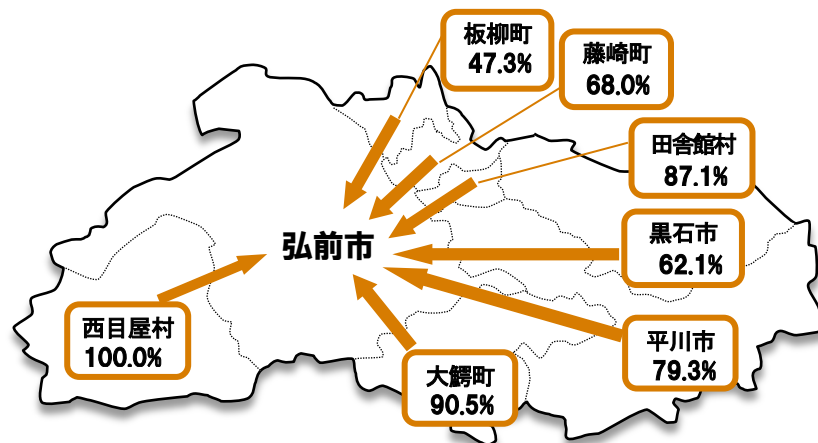 板柳町
47.3%
藤崎町
68.0%
田舎館村
87.1%
黒石市
62.1%
弘前市
西目屋村
100.0%
平川市
79.3%
大鰐町
90.5%